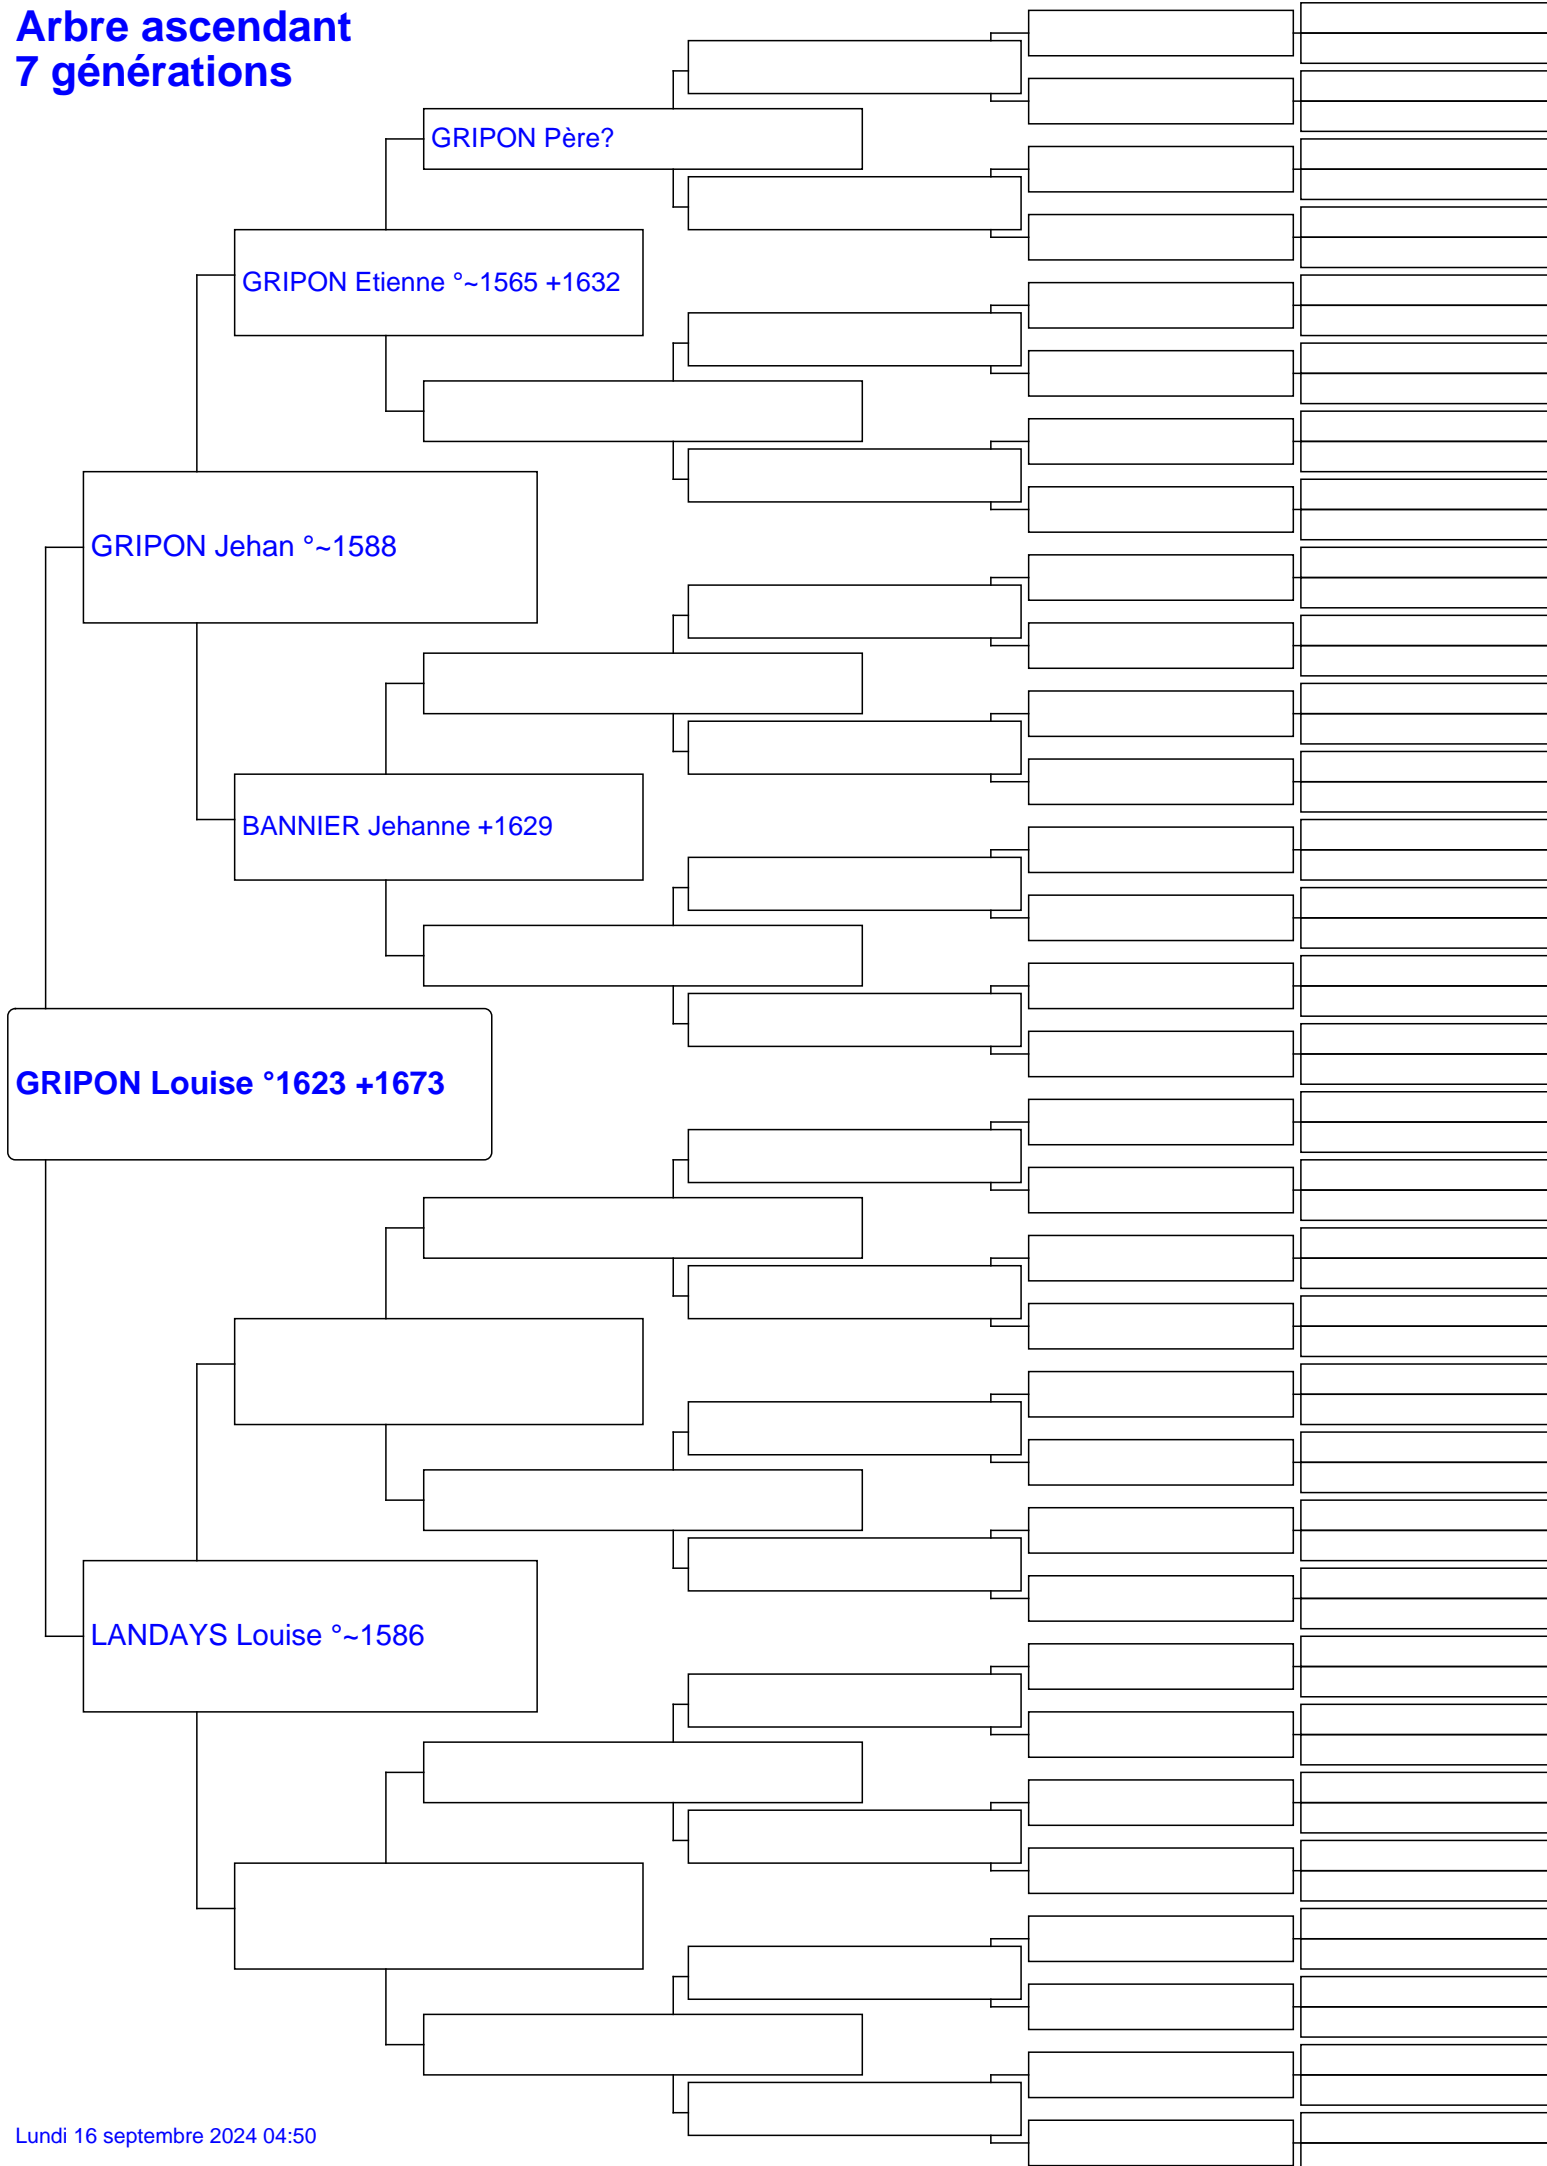 Arbre ascendant
7 générations
GRIPON Père?
GRIPON Etienne °~1565 +1632
GRIPON Jehan °~1588
BANNIER Jehanne +1629
GRIPON Louise °1623 +1673
LANDAYS Louise °~1586
Lundi 16 septembre 2024 04:50